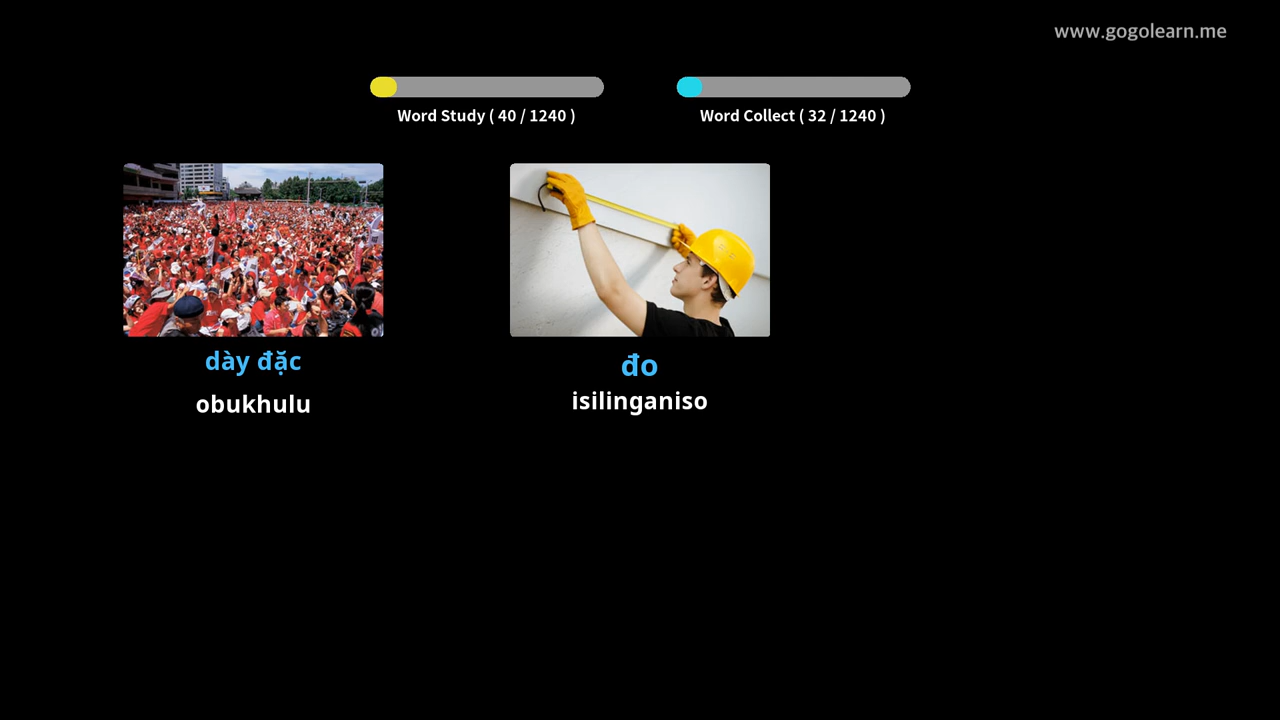 www.gogolearn.me
Word Study ( 40 / 1240 )
Word Collect ( 32 / 1240 )
dày đặc
obukhulu
đo
isilinganiso